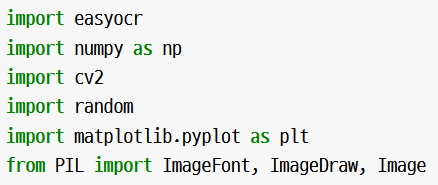 import easyocr
import numpy as np
import cv2
import random
import matplotlib.pyplot as plt
from PIL import ImageFont, ImageDraw, Image